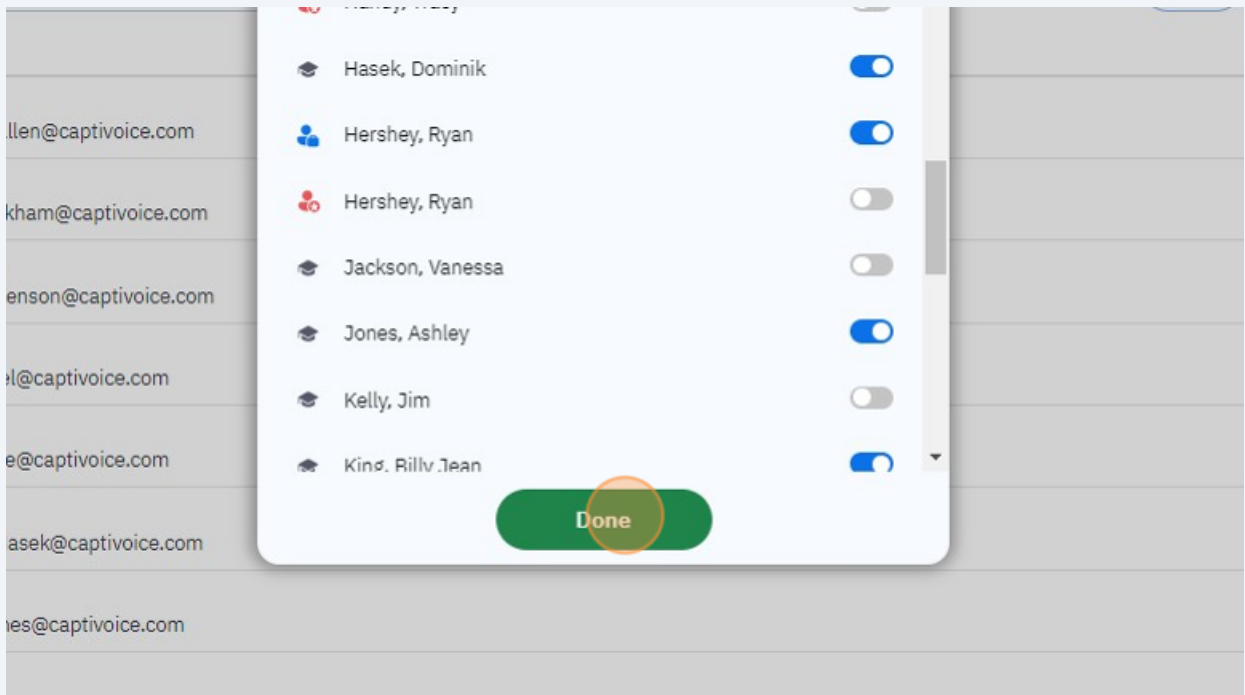 Hasek, Dominik
llen@captivoice.com
Hershey, Ryan
Hershey, Ryan
kham@captivoice.com
Jackson, Vanessa
enson@captivoice.com
Jones, Ashley
el@captivoice.com
Kelly, Jim
e@captivoice.com
King, Billy Jean
Done
asek@captivoice.com
nes@captivoice.com